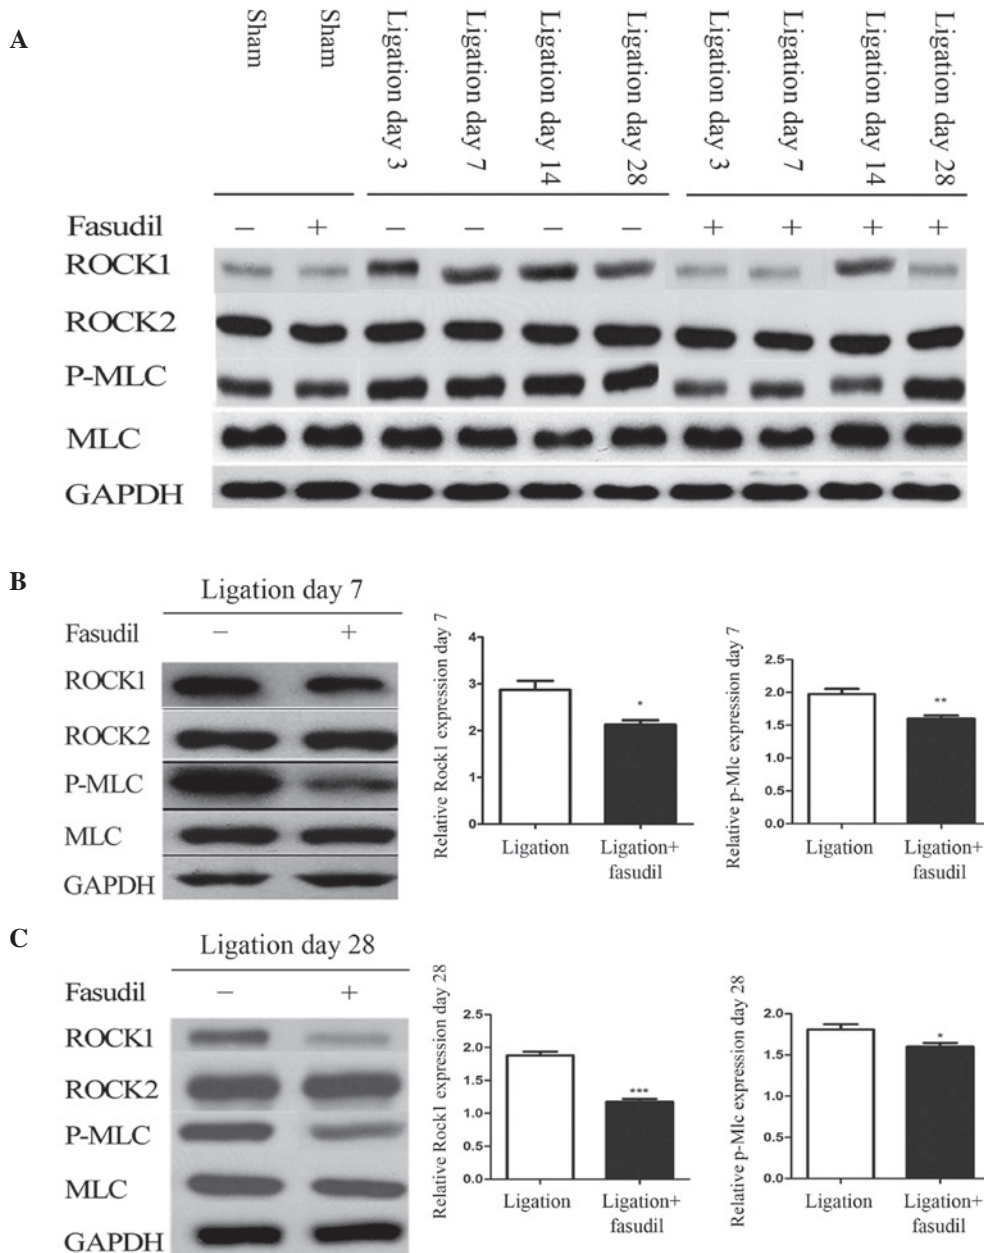 A
Sham
Sham
Ligation day 3
Ligation day 7
Ligation day 14
Ligation day 28
Ligation day 3
Ligation day 7
Ligation day 14
Ligation day 28
Fasudil – + – – – – + + + +
ROCK1
ROCK2
P-MLC
MLC
GAPDH
B
Ligation day 7
Fasudil – +
ROCK1
ROCK2
P-MLC
MLC
GAPDH
Relative Rock1 expression day 7
4
3
2
1
0
*
Ligation
Ligation+
fasudil
Relative p-Mlc expression day 7
2.5
2.0
1.5
1.0
0.5
0.0
**
Ligation
Ligation+
fasudil
C
Ligation day 28
Fasudil – +
ROCK1
ROCK2
P-MLC
MLC
GAPDH
Relative Rock1 expression day 28
2.5
2.0
1.5
1.0
0.5
0.0
***
Ligation
Ligation+
fasudil
Relative p-Mlc expression day 28
2.0
1.5
1.0
0.5
0.0
*
Ligation
Ligation+
fasudil